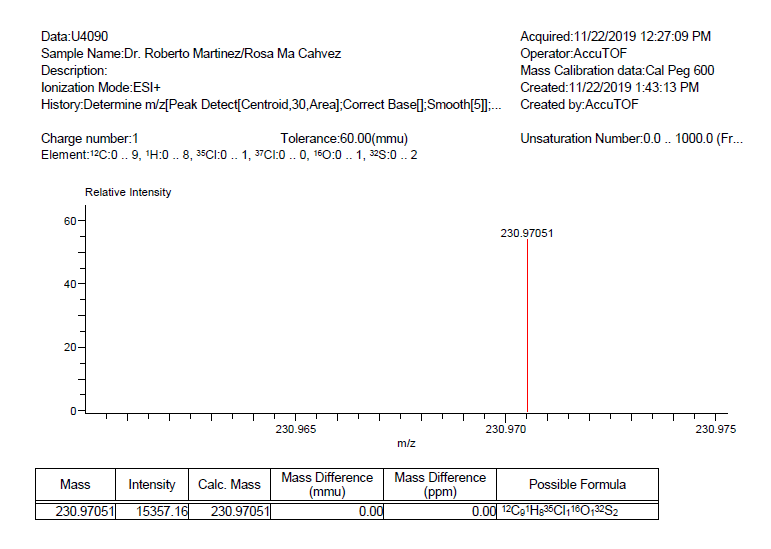 Data:U4090 Acquired:11/22/2019 12:27:09 PM
Sample Name:Dr. Roberto Martinez/Rosa Ma Cahvez Operator:AccuTOF
Description: Mass Calibration data:Cal Peg 600
Ionization Mode:ESI+ Created:11/22/2019 1:43:13 PM
History:Determine m/z[Peak Detect[Centroid,30,Area];Correct Base[];Smooth[5]];... Created by:AccuTOF
Charge number:1 Tolerance:60.00(mmu) Unsaturation Number:0.0 .. 1000.0 (Fr...
Element:¹²C:0 .. 9, ¹H:0 .. 8, ³⁵Cl:0 .. 1, ³⁷Cl:0 .. 0, ¹⁶O:0 .. 1, ³²S:0 .. 2
Relative Intensity
60
230.97051
40
20
0
230.965 230.970 230.975
m/z
Mass Intensity Calc. Mass Mass Difference (mmu) Mass Difference (ppm) Possible Formula
230.97051 15357.16 230.97051 0.00 0.00 ¹²C₉¹H₈³⁵Cl₁¹⁶O₁³²S₂